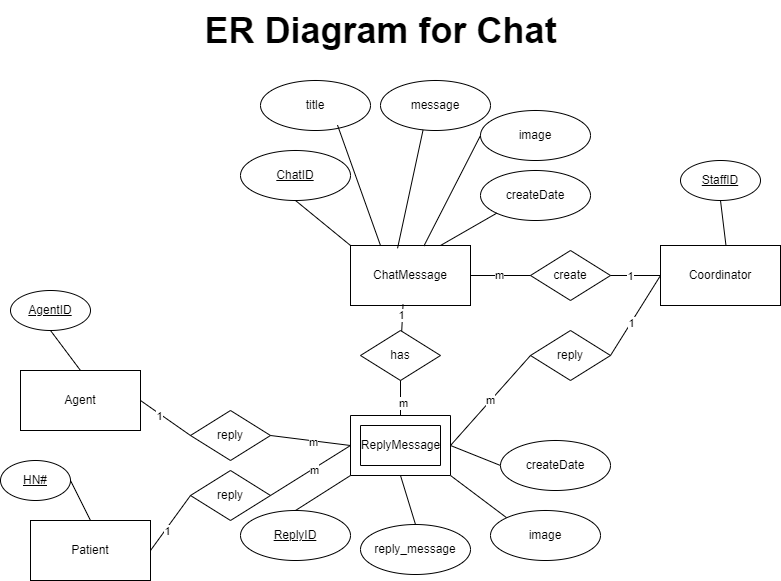 ER Diagram for Chat
title
message
image
ChatID
createDate
StaffID
ChatMessage
m
create
1
Coordinator
AgentID
1
has
reply
1
m
m
Agent
1
reply
m
ReplyMessage
createDate
HN#
reply
m
1
Patient
ReplyID
reply_message
image